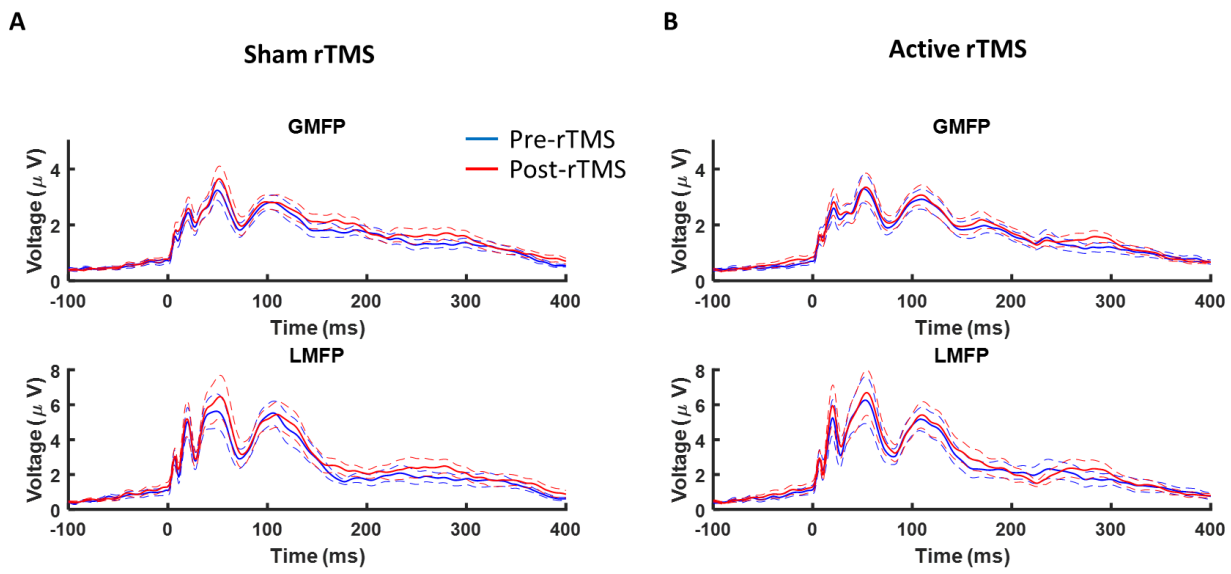 A
Sham rTMS
GMFP
Pre-rTMS
Post-rTMS
Voltage (μ V)
4
2
0
-100 0 100 200 300 400
Time (ms)
LMFP
Voltage (μ V)
8
6
4
2
0
-100 0 100 200 300 400
Time (ms)
B
Active rTMS
GMFP
Voltage (μ V)
4
2
0
-100 0 100 200 300 400
Time (ms)
LMFP
Voltage (μ V)
8
6
4
2
0
-100 0 100 200 300 400
Time (ms)